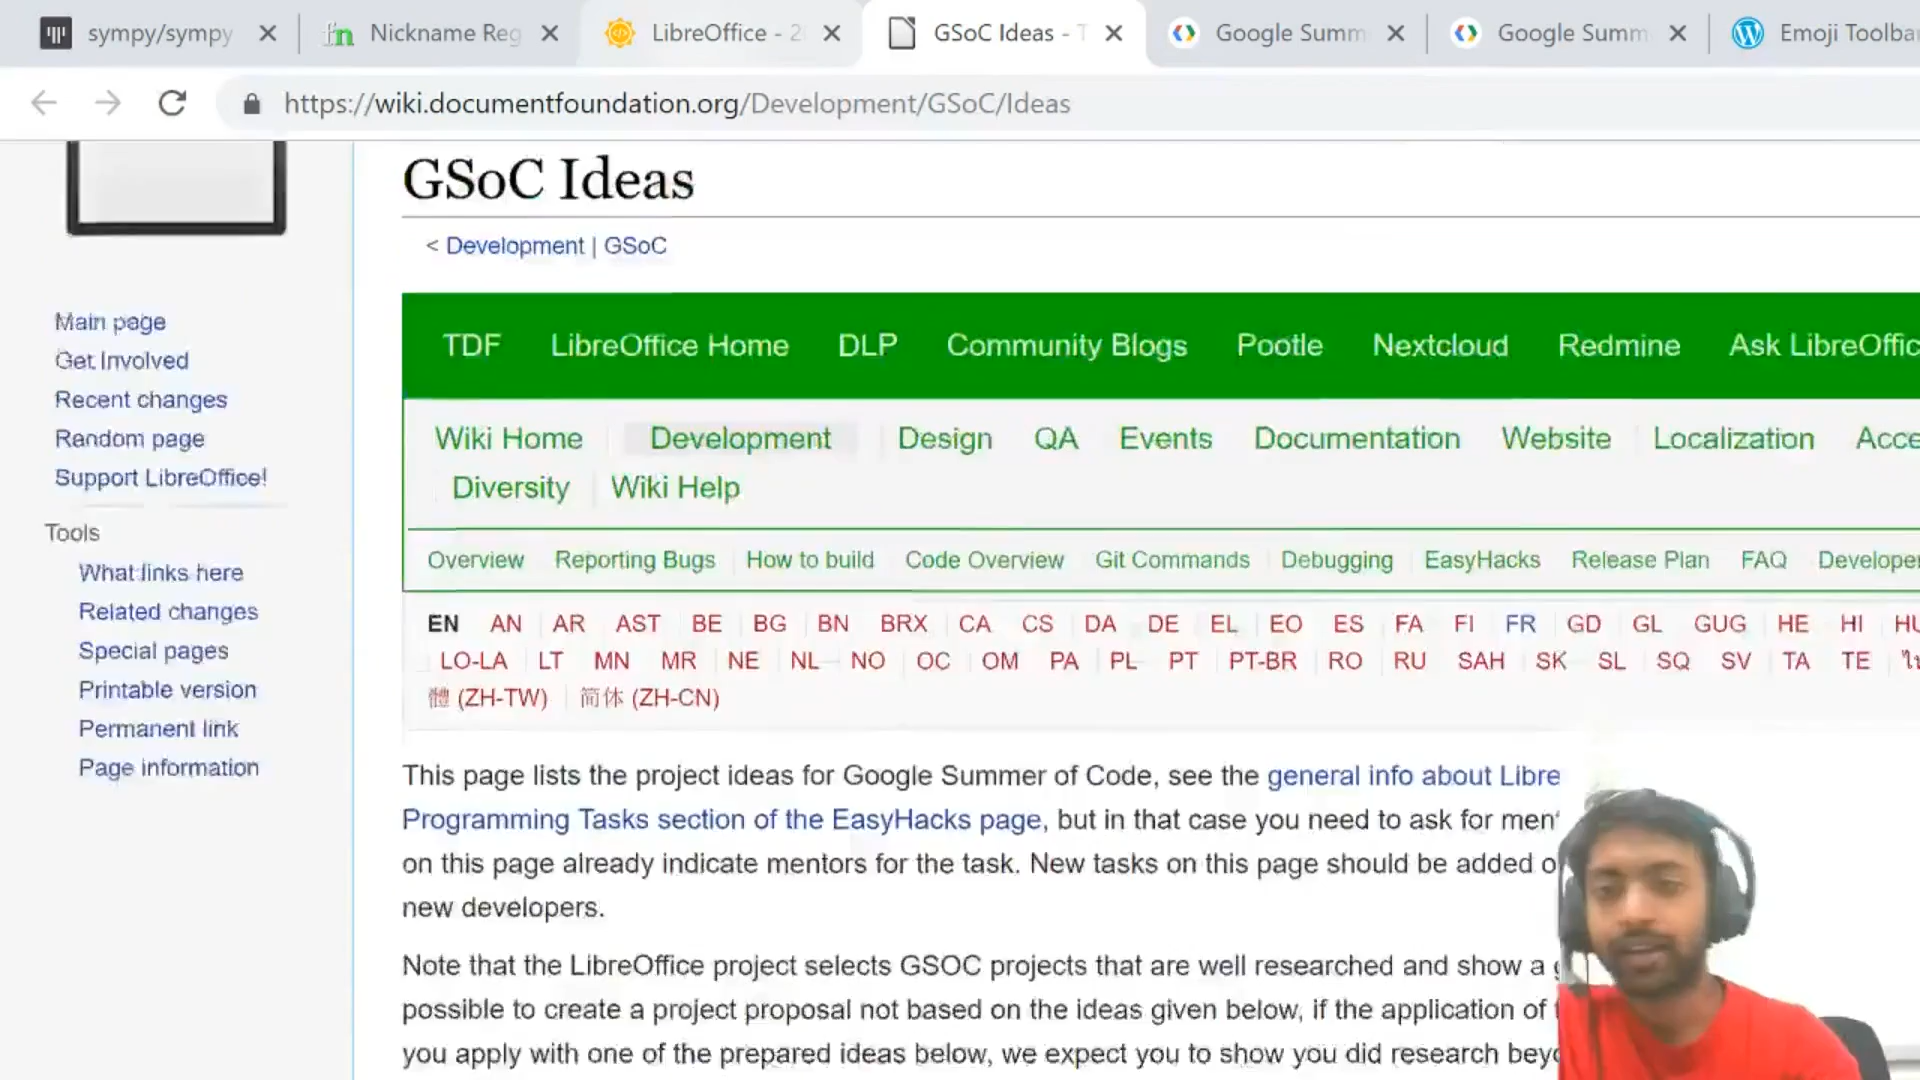 sympy/sympy
Nickname Reg
LibreOffice - 2
GSoC Ideas - T
Google Summ
Google Summ
Emoji Toolba
https://wiki.documentfoundation.org/Development/GSoC/Ideas
GSoC Ideas
< Development | GSoC
Main page
Get Involved
Recent changes
Random page
Support LibreOffice!
Tools
What links here
Related changes
Special pages
Printable version
Permanent link
Page information
TDF LibreOffice Home DLP Community Blogs Pootle Nextcloud Redmine Ask LibreOffic
Wiki Home Development Design QA Events Documentation Website Localization Acce
Diversity Wiki Help
Overview Reporting Bugs How to build Code Overview Git Commands Debugging EasyHacks Release Plan FAQ Developer
EN AN AR AST BE BG BN BRX CA CS DA DE EL EO ES FA FI FR GD GL GUG HE HI HU
LO-LA LT MN MR NE NL NO OC OM PA PL PT PT-BR RO RU SAH SK SL SQ SV TA TE
體 (ZH-TW) 简体 (ZH-CN)
This page lists the project ideas for Google Summer of Code, see the general info about Libre
Programming Tasks section of the EasyHacks page, but in that case you need to ask for men
on this page already indicate mentors for the task. New tasks on this page should be added o
new developers.
Note that the LibreOffice project selects GSOC projects that are well researched and show a
possible to create a project proposal not based on the ideas given below, if the application of
you apply with one of the prepared ideas below, we expect you to show you did research bey